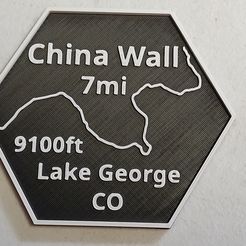 China Wall
7mi
9100ft
Lake George
CO